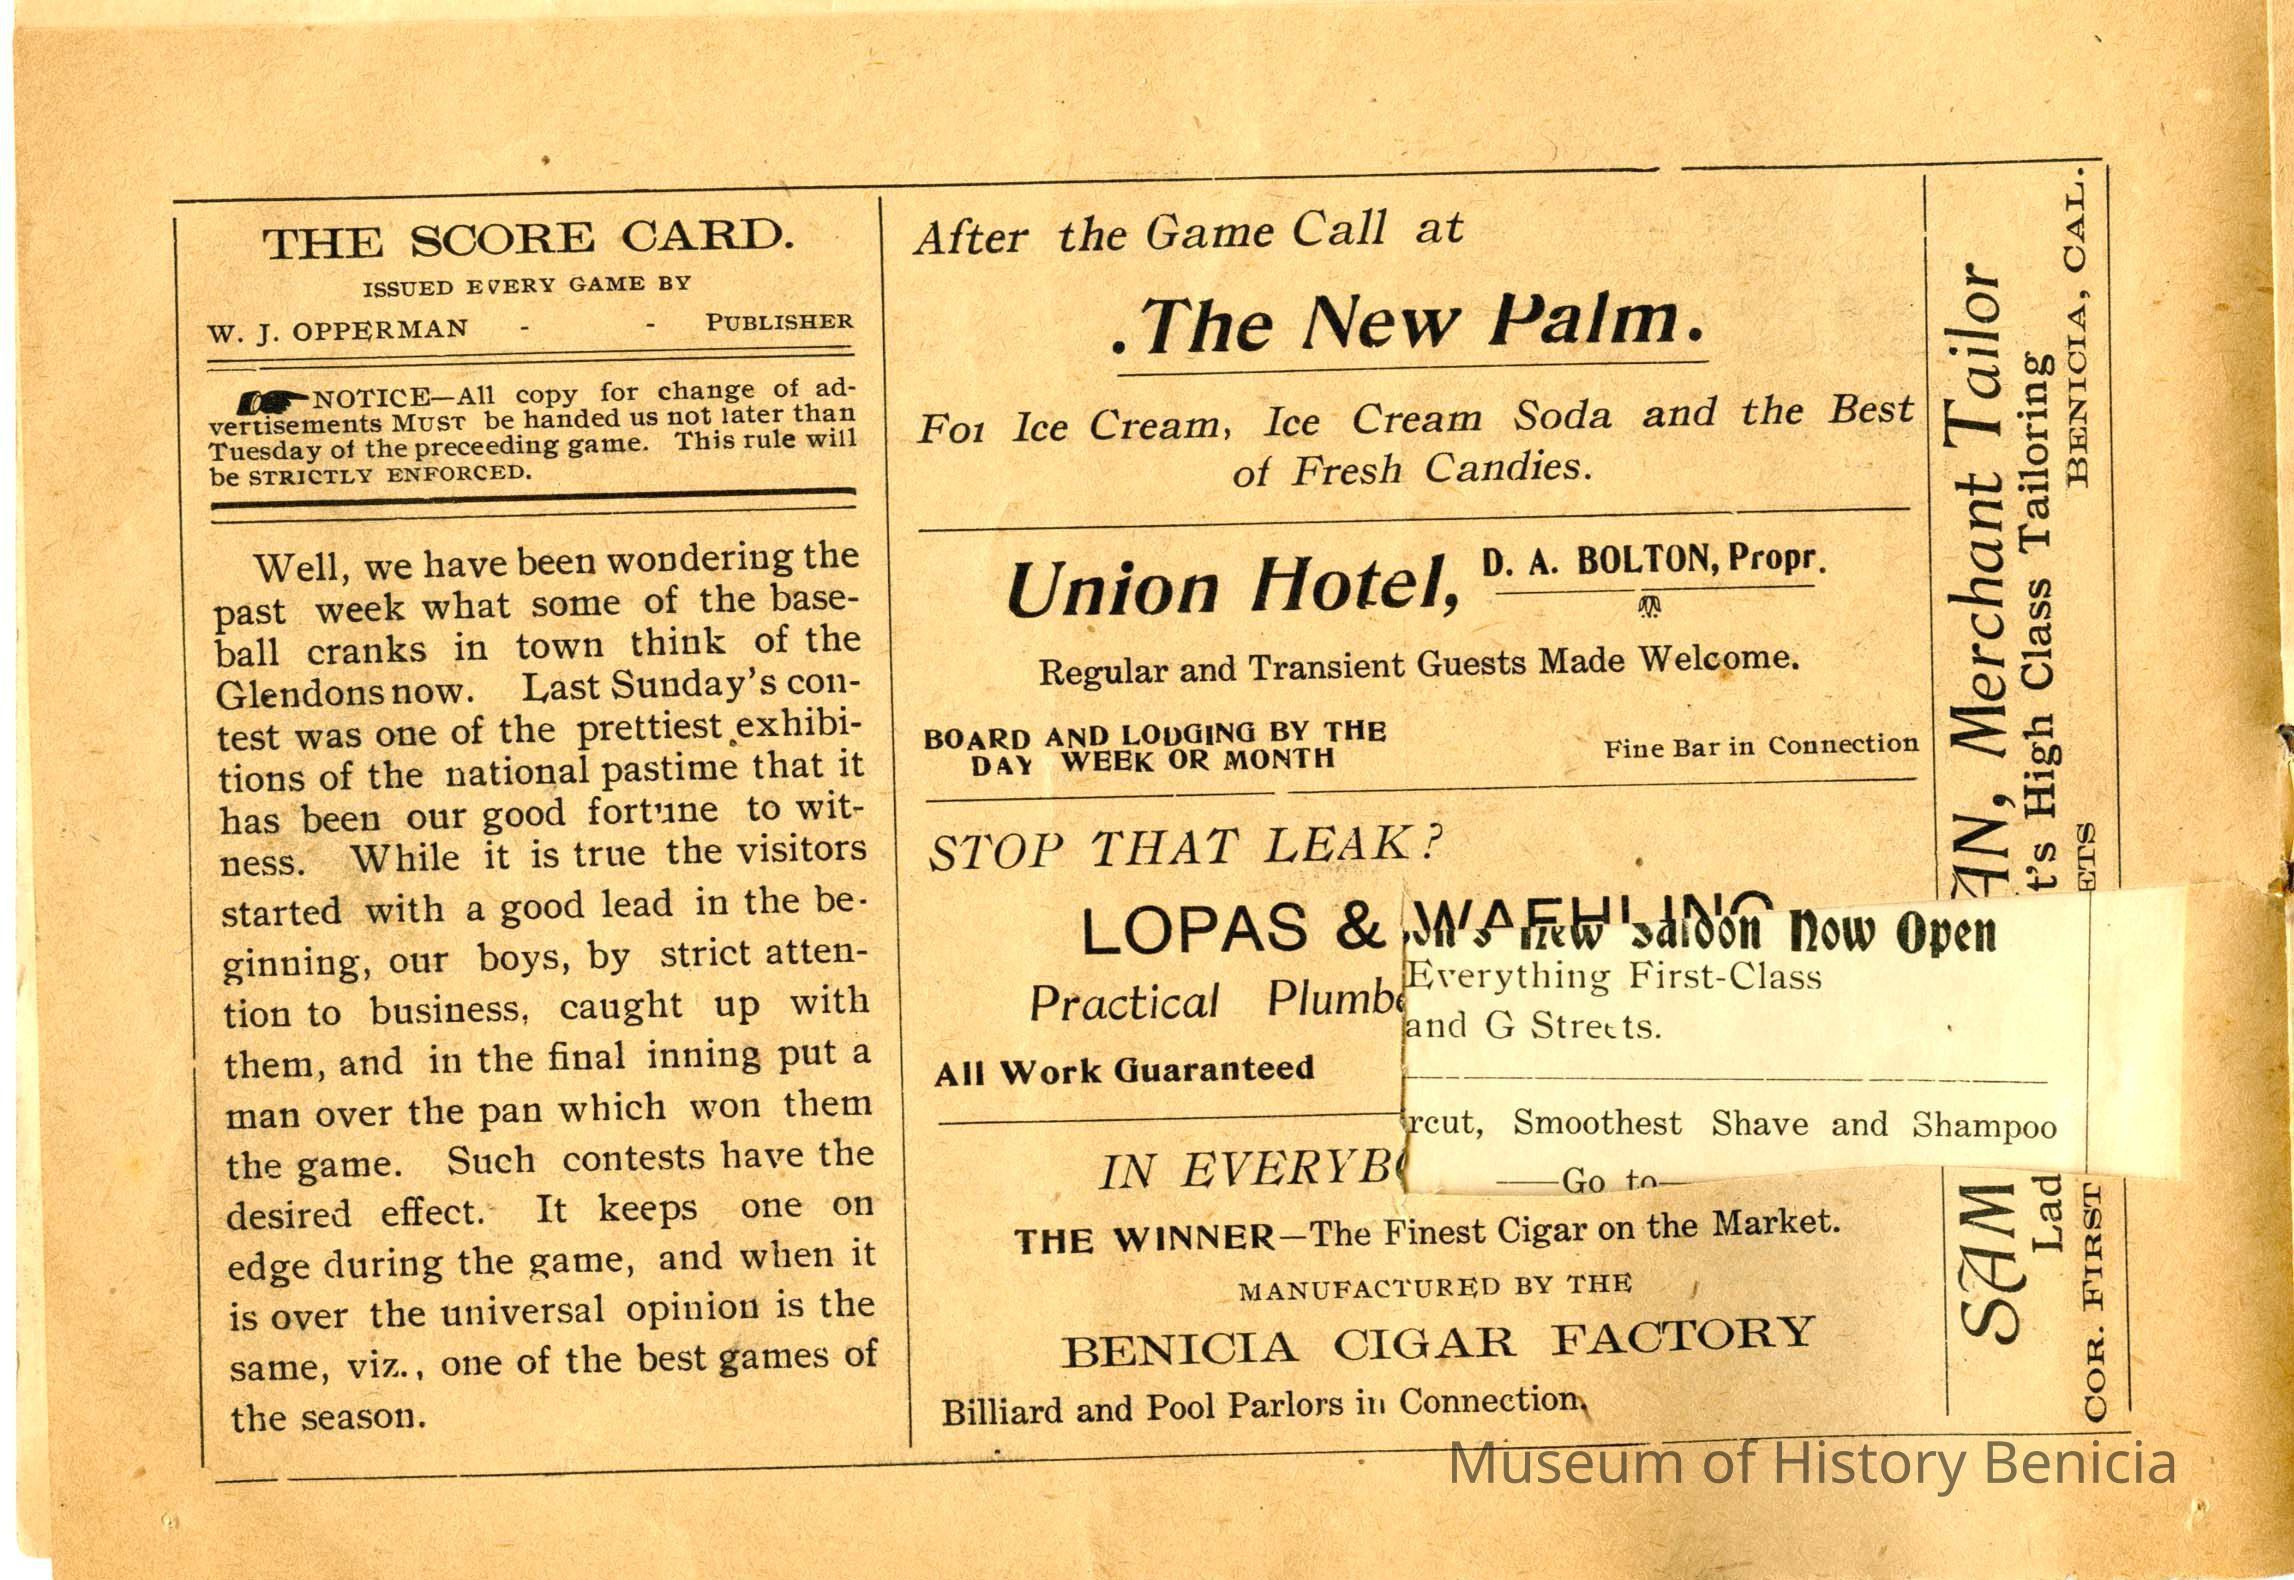 THE SCORE CARD.
ISSUED EVERY GAME BY
W. J. OPPERMAN - - PUBLISHER
NOTICE—All copy for change of ad-
vertisements MUST be handed us not later than
Tuesday of the preceeding game. This rule will
be STRICTLY ENFORCED.
Well, we have been wondering the
past week what some of the base-
ball cranks in town think of the
Glendons now. Last Sunday's con-
test was one of the prettiest exhibi-
tions of the national pastime that it
has been our good fortune to wit-
ness. While it is true the visitors
started with a good lead in the be-
ginning, our boys, by strict atten-
tion to business, caught up with
them, and in the final inning put a
man over the pan which won them
the game. Such contests have the
desired effect. It keeps one on
edge during the game, and when it
is over the universal opinion is the
same, viz., one of the best games of
the season.
After the Game Call at
.The New Palm.
For Ice Cream, Ice Cream Soda and the Best
of Fresh Candies.
Union Hotel, D. A. BOLTON, Propr.
Regular and Transient Guests Made Welcome.
BOARD AND LODGING BY THE
DAY WEEK OR MONTH
Fine Bar in Connection
STOP THAT LEAK?
LOPAS &
Practical Plumbe
All Work Guaranteed
IN EVERYBO
THE WINNER—The Finest Cigar on the Market.
MANUFACTURED BY THE
BENICIA CIGAR FACTORY
Billiard and Pool Parlors in Connection.
new Saloon Now Open
Everything First-Class
and G Streets.
rcut, Smoothest Shave and Shampoo
—Go to—
SAM AN, Merchant Tailor
Lad t's High Class Tailoring
COR. FIRST ETS BENICIA, CAL.
Museum of History Benicia